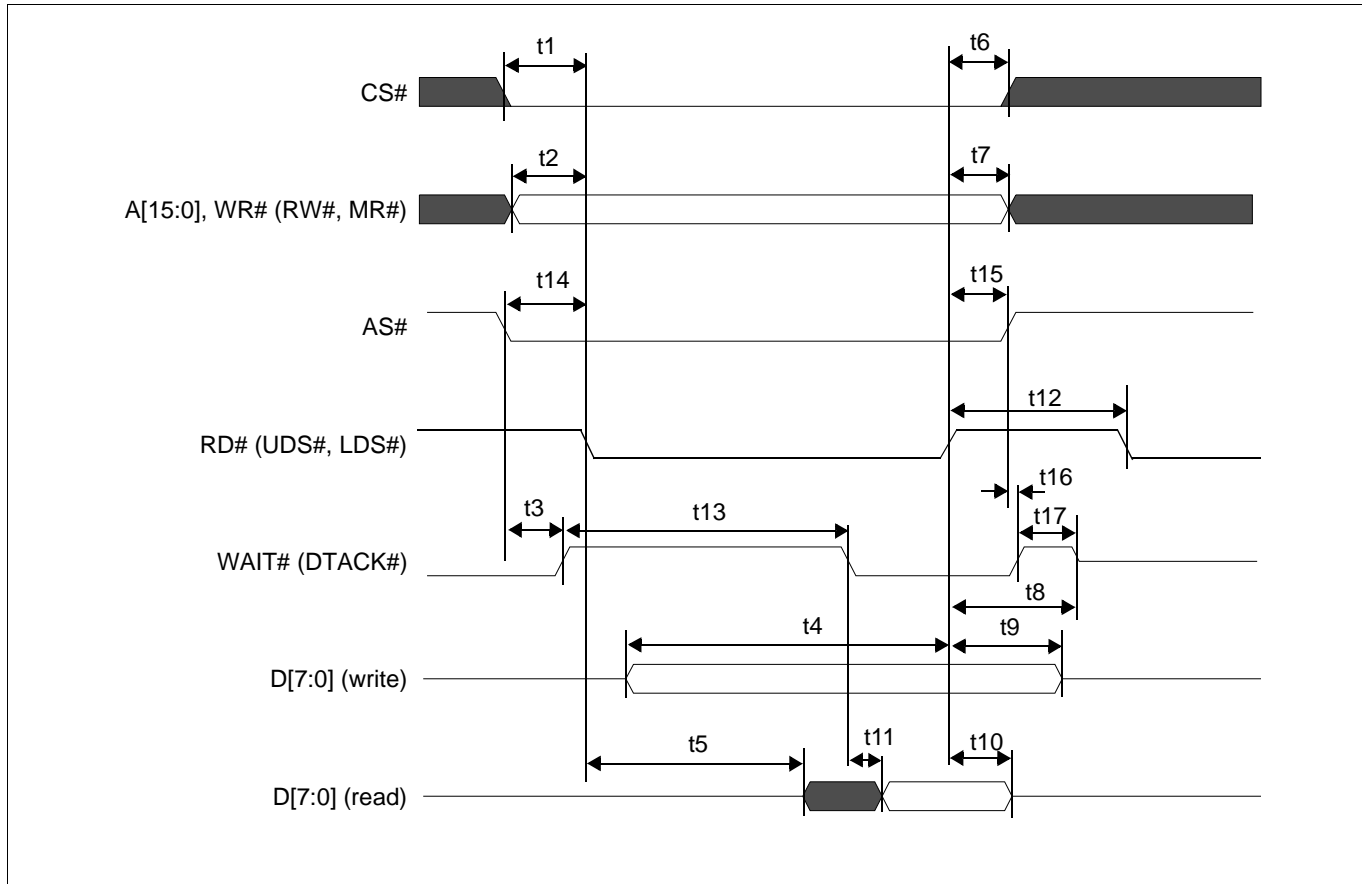 t1
t6
CS#
t2
t7
A[15:0], WR# (RW#, MR#)
t14
t15
AS#
t12
RD# (UDS#, LDS#)
t16
t3
t13
t17
WAIT# (DTACK#)
t8
t4
t9
D[7:0] (write)
t5
t11
t10
D[7:0] (read)